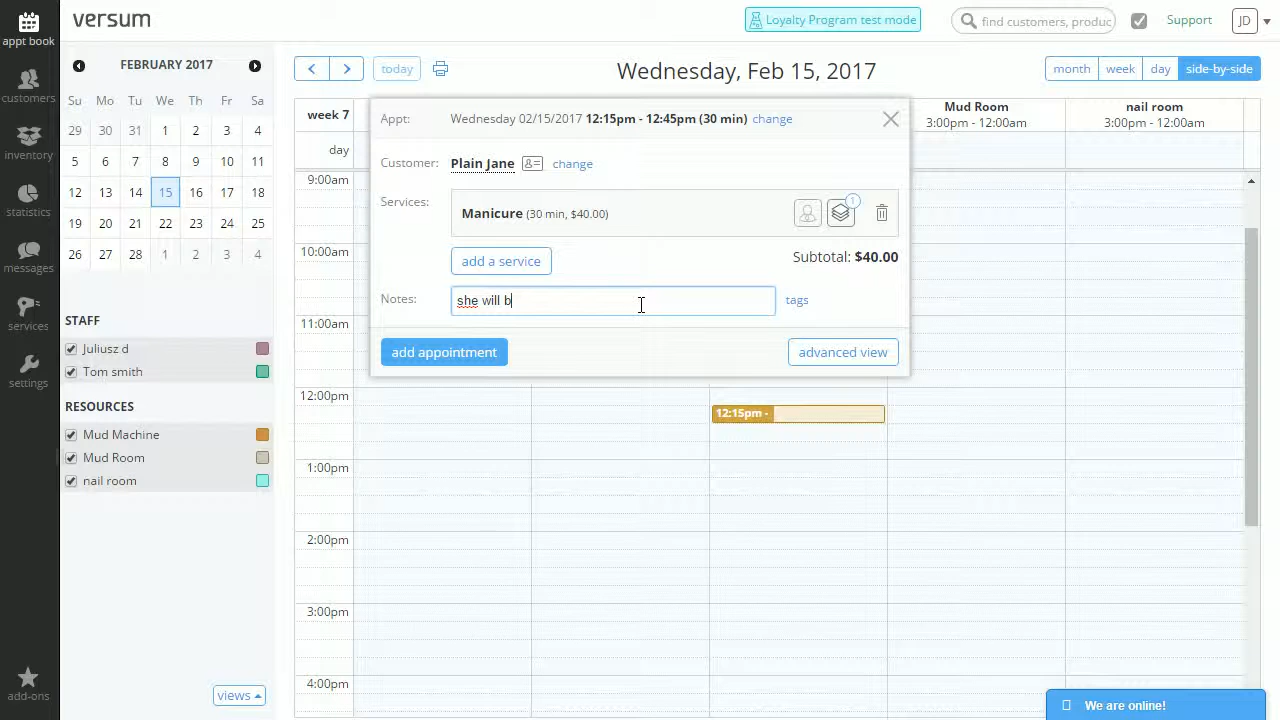 versum
Loyalty Program test mode
find customers, produc
Support
JD
appt book
customers
inventory
statistics
messages
services
settings
add-ons
FEBRUARY 2017
Su Mo Tu We Th Fr Sa
29 30 31 1 2 3 4
5 6 7 8 9 10 11
12 13 14 15 16 17 18
19 20 21 22 23 24 25
26 27 28 1 2 3 4
STAFF
Juliusz d
Tom smith
RESOURCES
Mud Machine
Mud Room
nail room
views
today
Wednesday, Feb 15, 2017
month week day side-by-side
week 7
Mud Room
3:00pm - 12:00am
nail room
3:00pm - 12:00am
day
Appt: Wednesday 02/15/2017 12:15pm - 12:45pm (30 min) change
Customer: Plain Jane change
Services: Manicure (30 min, $40.00) 1
add a service
Subtotal: $40.00
Notes: she will b tags
add appointment
advanced view
9:00am
10:00am
11:00am
12:00pm
12:15pm -
1:00pm
2:00pm
3:00pm
4:00pm
We are online!